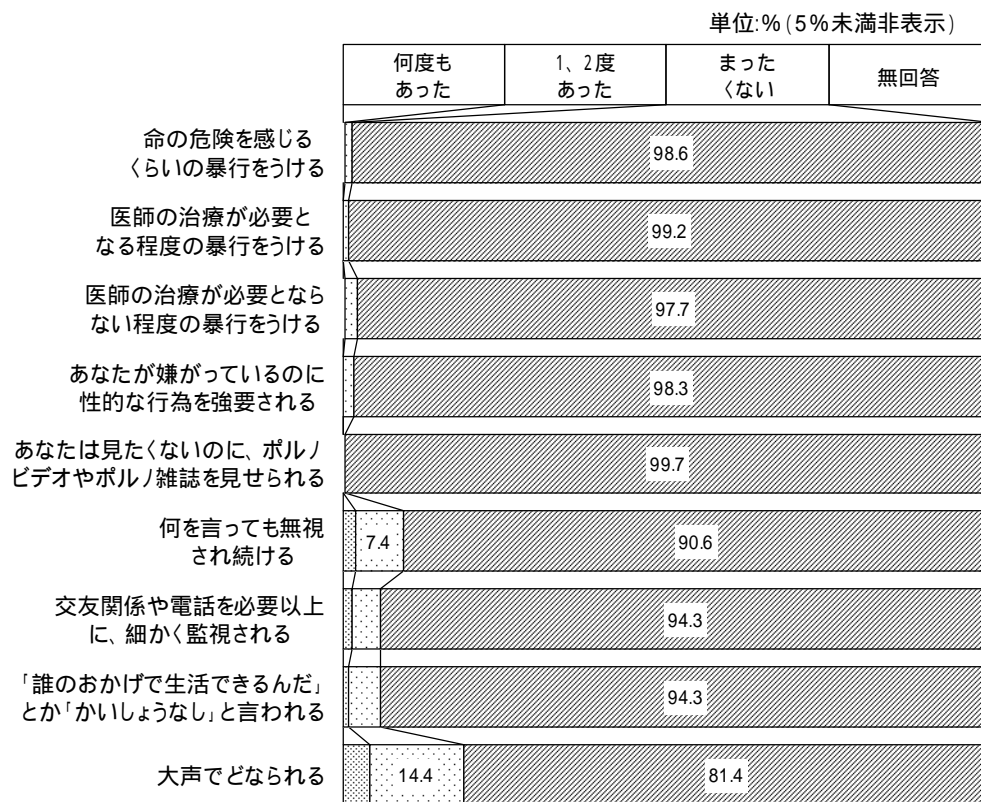 単位:%(5%未満非表示)
何度も
あった
1、2度
あった
まった
くない
無回答
命の危険を感じる
くらいの暴行をうける
98.6
医師の治療が必要と
なる程度の暴行をうける
99.2
医師の治療が必要となら
ない程度の暴行をうける
97.7
あなたが嫌がっているのに
性的な行為を強要される
98.3
あなたは見たくないのに、ポルノ
ビデオやポルノ雑誌を見せられる
99.7
何を言っても無視
され続ける
7.4 90.6
交友関係や電話を必要以上
に、細かく監視される
94.3
「誰のおかげで生活できるんだ」
とか「かいしょうなし」と言われる
94.3
大声でどなられる
14.4 81.4